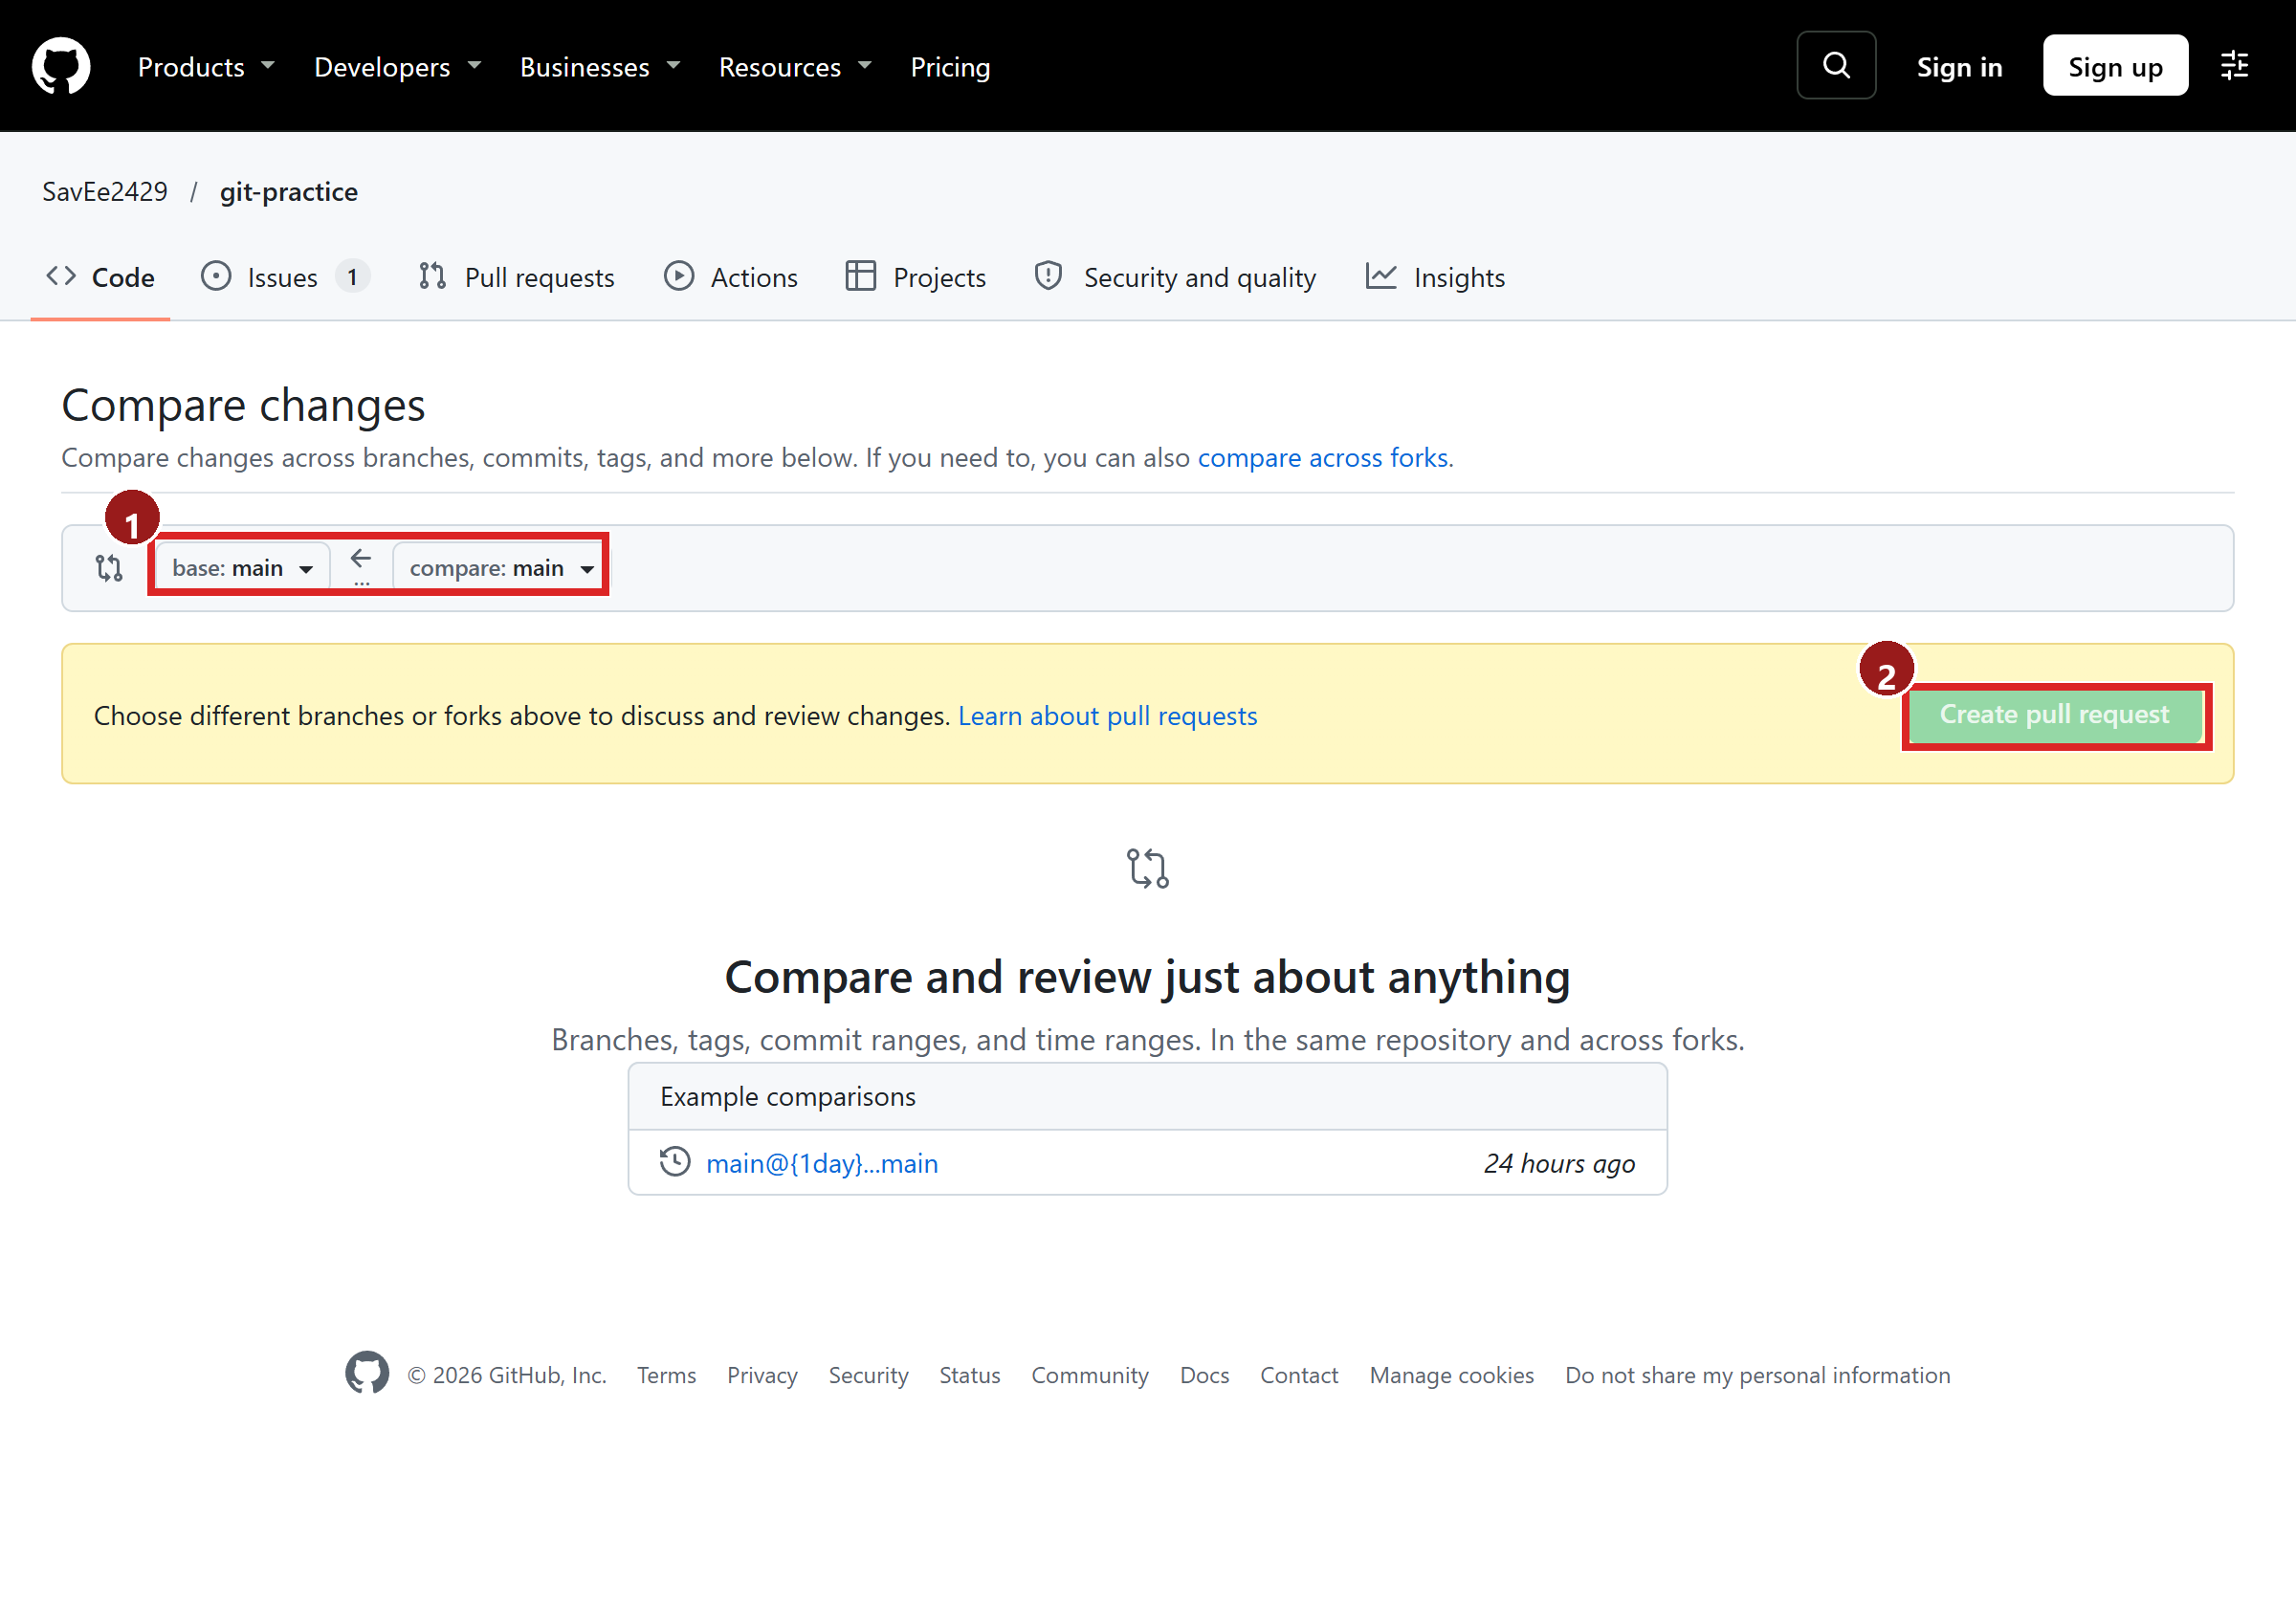 Products Developers Businesses Resources Pricing Sign in Sign up
SavEe2429 / git-practice
Code Issues 1 Pull requests Actions Projects Security and quality Insights
Compare changes
Compare changes across branches, commits, tags, and more below. If you need to, you can also compare across forks.
1
base: main ... compare: main
2
Choose different branches or forks above to discuss and review changes. Learn about pull requests Create pull request
Compare and review just about anything
Branches, tags, commit ranges, and time ranges. In the same repository and across forks.
Example comparisons
main@{1day}...main 24 hours ago
© 2026 GitHub, Inc. Terms Privacy Security Status Community Docs Contact Manage cookies Do not share my personal information